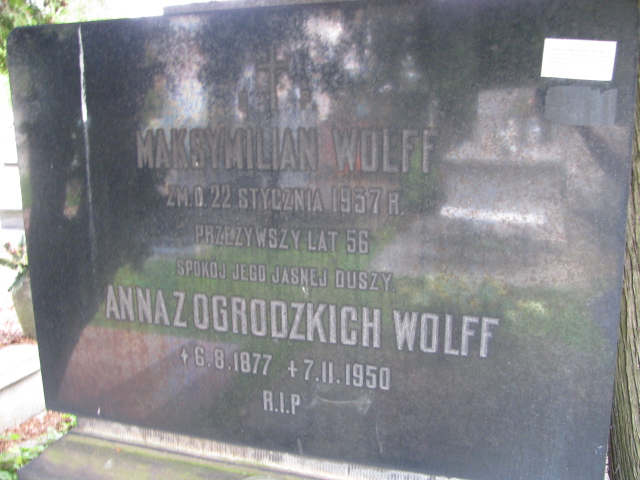 MAKSYMILIAN WOLFF
ZM.D. 22 STYCZNIA 1937 R.
PRZEŻYWSZY LAT 56
SPOKÓJ JEGO JASNEJ DUSZY.
ANNA Z OGRODZKICH WOLFF
* 6.8.1877 + 7.11.1950
R.I.P